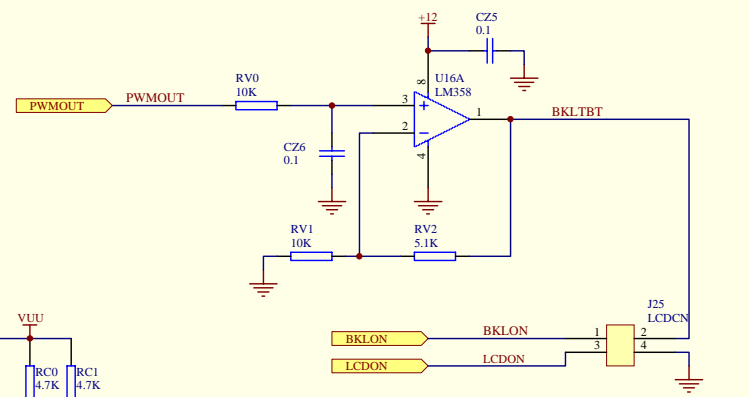 +12
CZ5
0.1
8
U16A
LM358
RV0
10K
PWMOUT
PWMOUT
3
2
1
4
BKLTBT
CZ6
0.1
RV1
10K
RV2
5.1K
J25
LCDCN
VUU
BKLON
BKLON
1
2
LCDON
LCDON
3
4
RC0
4.7K
RC1
4.7K